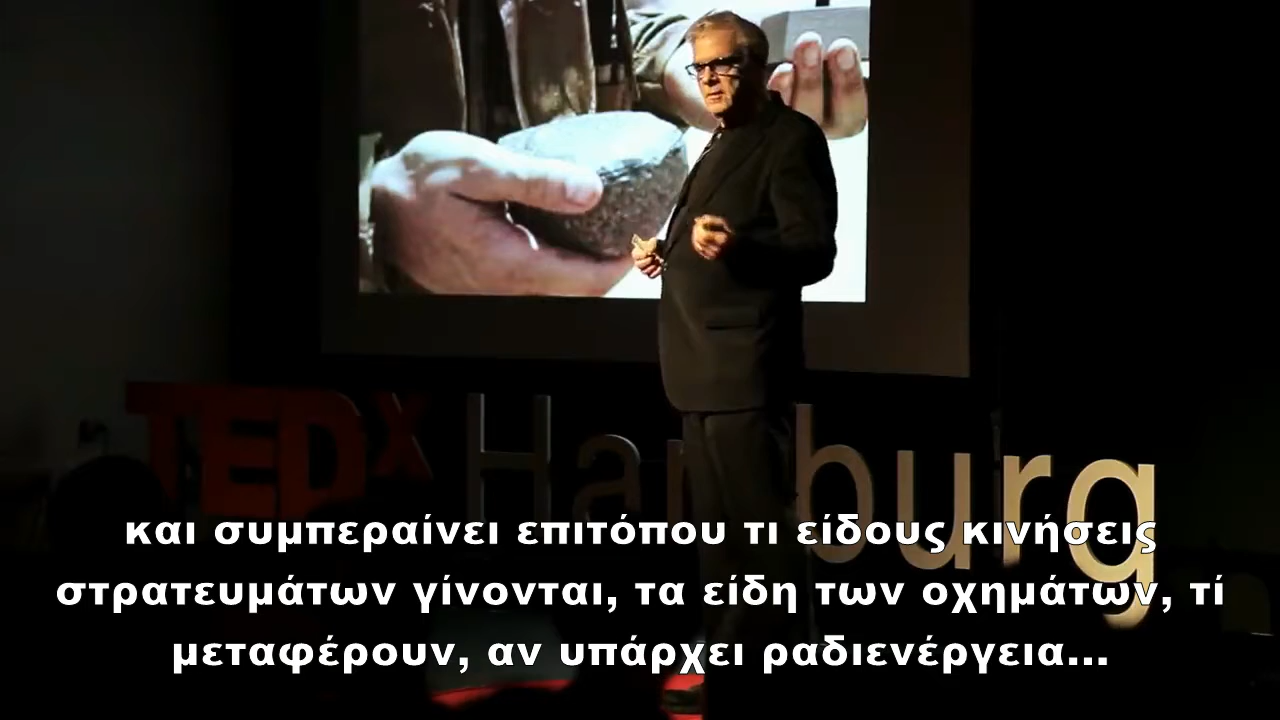 TEDx Hamburg
και συμπεραίνει επιτόπου τι είδους κινήσεις
στρατευμάτων γίνονται, τα είδη των οχημάτων, τί
μεταφέρουν, αν υπάρχει ραδιενέργεια...